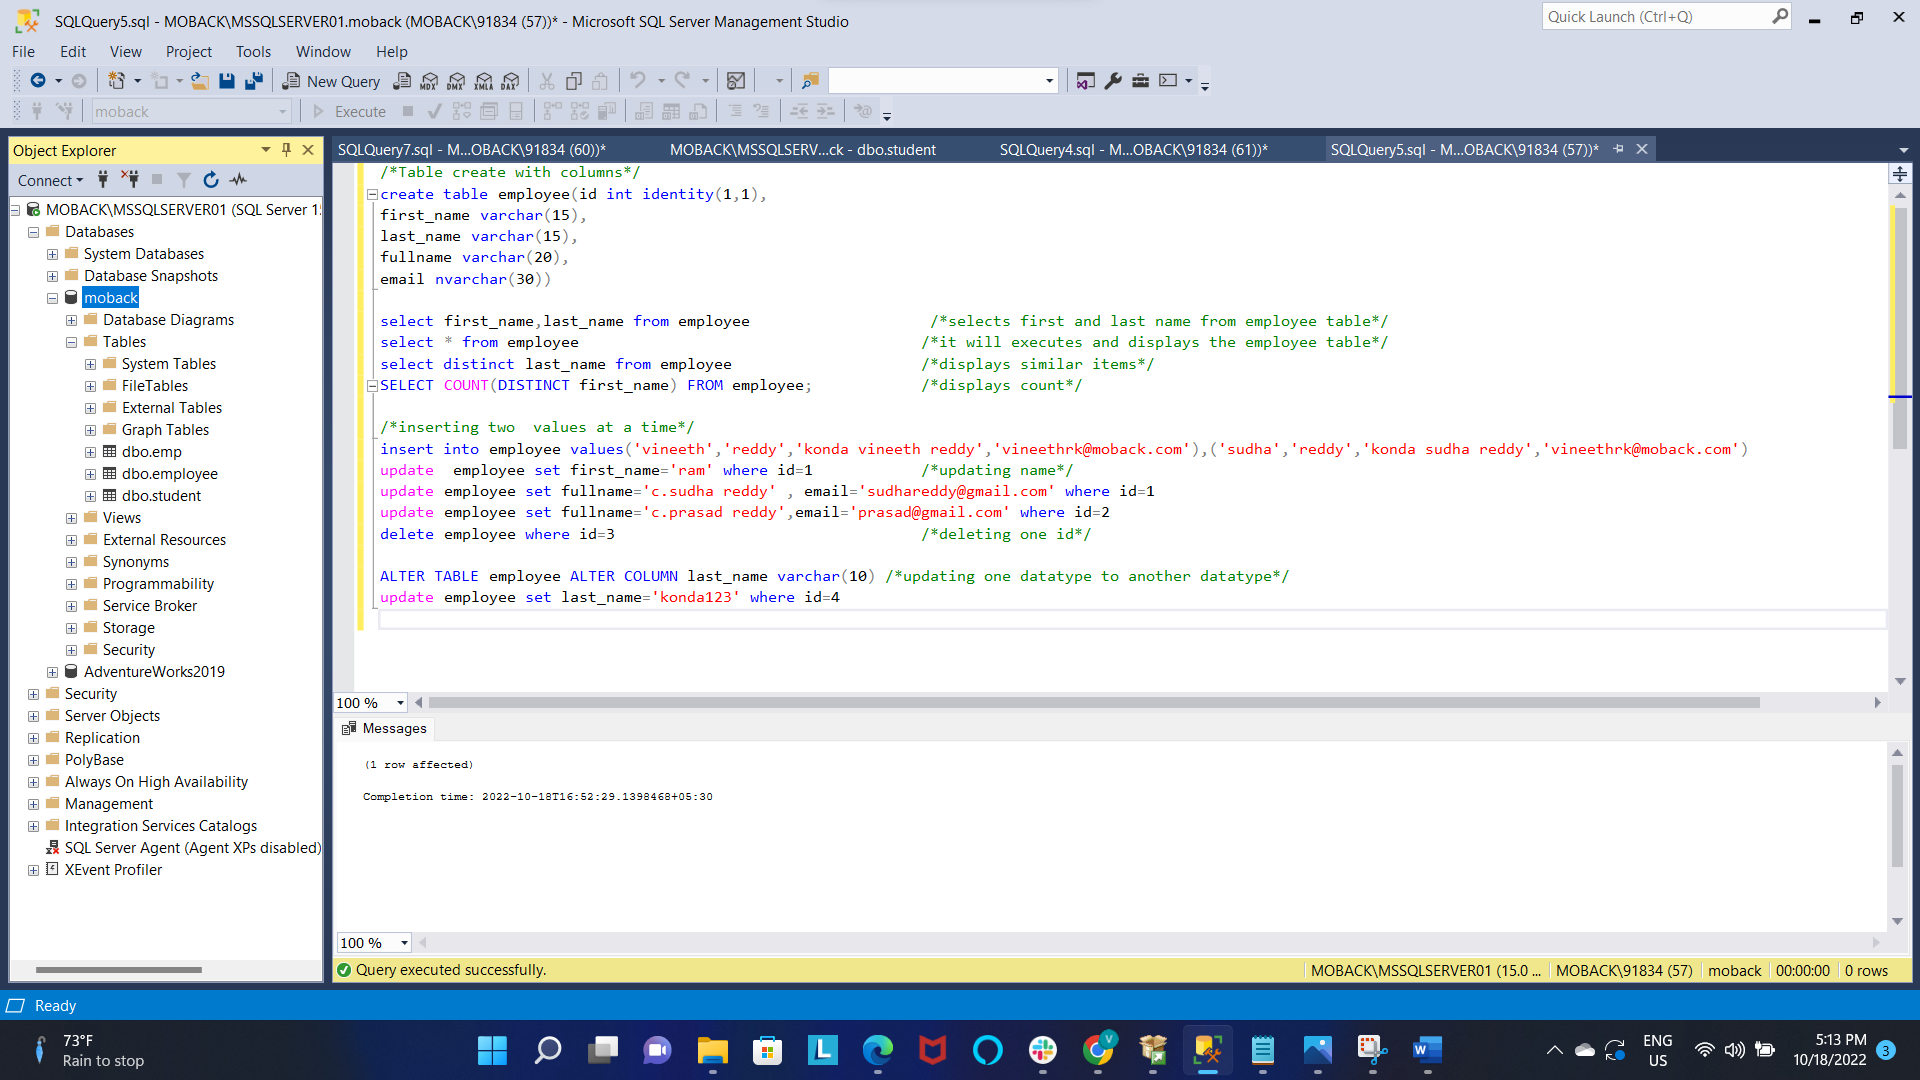 SQLQuery5.sql - MOBACK\MSSQLSERVER01.moback (MOBACK\91834 (57))* - Microsoft SQL Server Management Studio
Quick Launch (Ctrl+Q)
File Edit View Project Tools Window Help
New Query MDX DMX XMLA DAX
moback Execute
Object Explorer
Connect
MOBACK\MSSQLSERVER01 (SQL Server 15
Databases
System Databases
Database Snapshots
moback
Database Diagrams
Tables
System Tables
FileTables
External Tables
Graph Tables
dbo.emp
dbo.employee
dbo.student
Views
External Resources
Synonyms
Programmability
Service Broker
Storage
Security
AdventureWorks2019
Security
Server Objects
Replication
PolyBase
Always On High Availability
Management
Integration Services Catalogs
SQL Server Agent (Agent XPs disabled)
XEvent Profiler
SQLQuery7.sql - M...OBACK\91834 (60))* MOBACK\MSSQLSERV...ck - dbo.student SQLQuery4.sql - M...OBACK\91834 (61))* SQLQuery5.sql - M...OBACK\91834 (57))*
/*Table create with columns*/
create table employee(id int identity(1,1),
first_name varchar(15),
last_name varchar(15),
fullname varchar(20),
email nvarchar(30))
select first_name,last_name from employee /*selects first and last name from employee table*/
select * from employee /*it will executes and displays the employee table*/
select distinct last_name from employee /*displays similar items*/
SELECT COUNT(DISTINCT first_name) FROM employee; /*displays count*/
/*inserting two  values at a time*/
insert into employee values('vineeth','reddy','konda vineeth reddy','vineethrk@moback.com'),('sudha','reddy','konda sudha reddy','vineethrk@moback.com')
update  employee set first_name='ram' where id=1 /*updating name*/
update employee set fullname='c.sudha reddy' , email='sudhareddy@gmail.com' where id=1
update employee set fullname='c.prasad reddy',email='prasad@gmail.com' where id=2
delete employee where id=3 /*deleting one id*/
ALTER TABLE employee ALTER COLUMN last_name varchar(10) /*updating one datatype to another datatype*/
update employee set last_name='konda123' where id=4
100 %
Messages
(1 row affected)
Completion time: 2022-10-18T16:52:29.1398468+05:30
100 %
Query executed successfully. MOBACK\MSSQLSERVER01 (15.0 ... MOBACK\91834 (57) moback 00:00:00 0 rows
Ready
73°F
Rain to stop
L
V
W
ENG
US
5:13 PM
10/18/2022
3